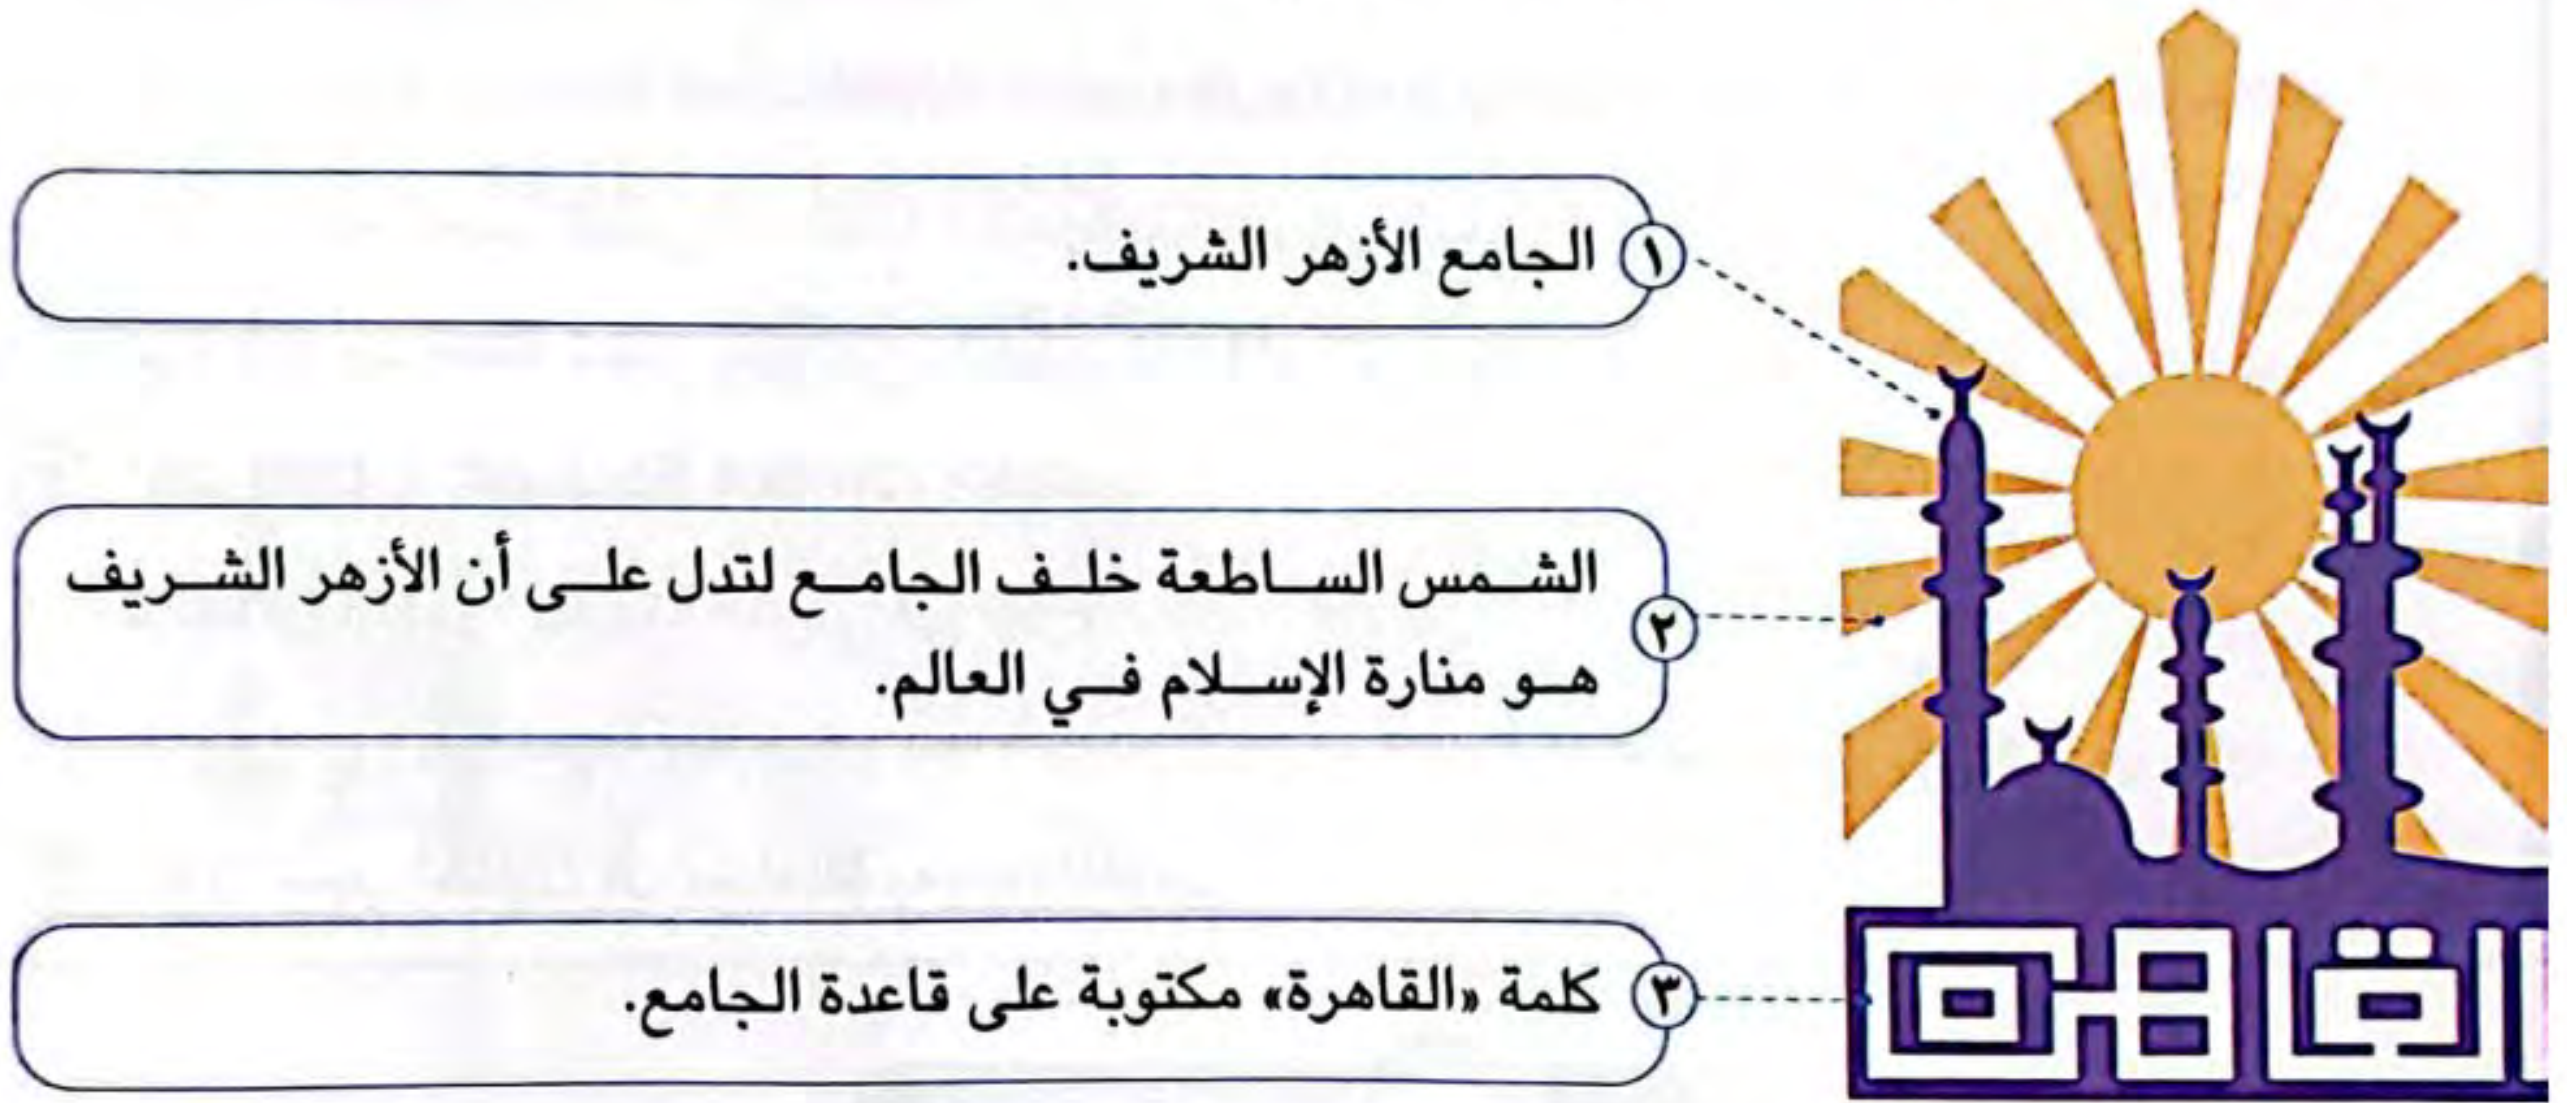 ١ الجامع الأزهر الشريف.
٢ الشمس الساطعة خلف الجامع لتدل على أن الأزهر الشريف
هو منارة الإسلام في العالم.
٣ كلمة «القاهرة» مكتوبة على قاعدة الجامع.
القاهرة